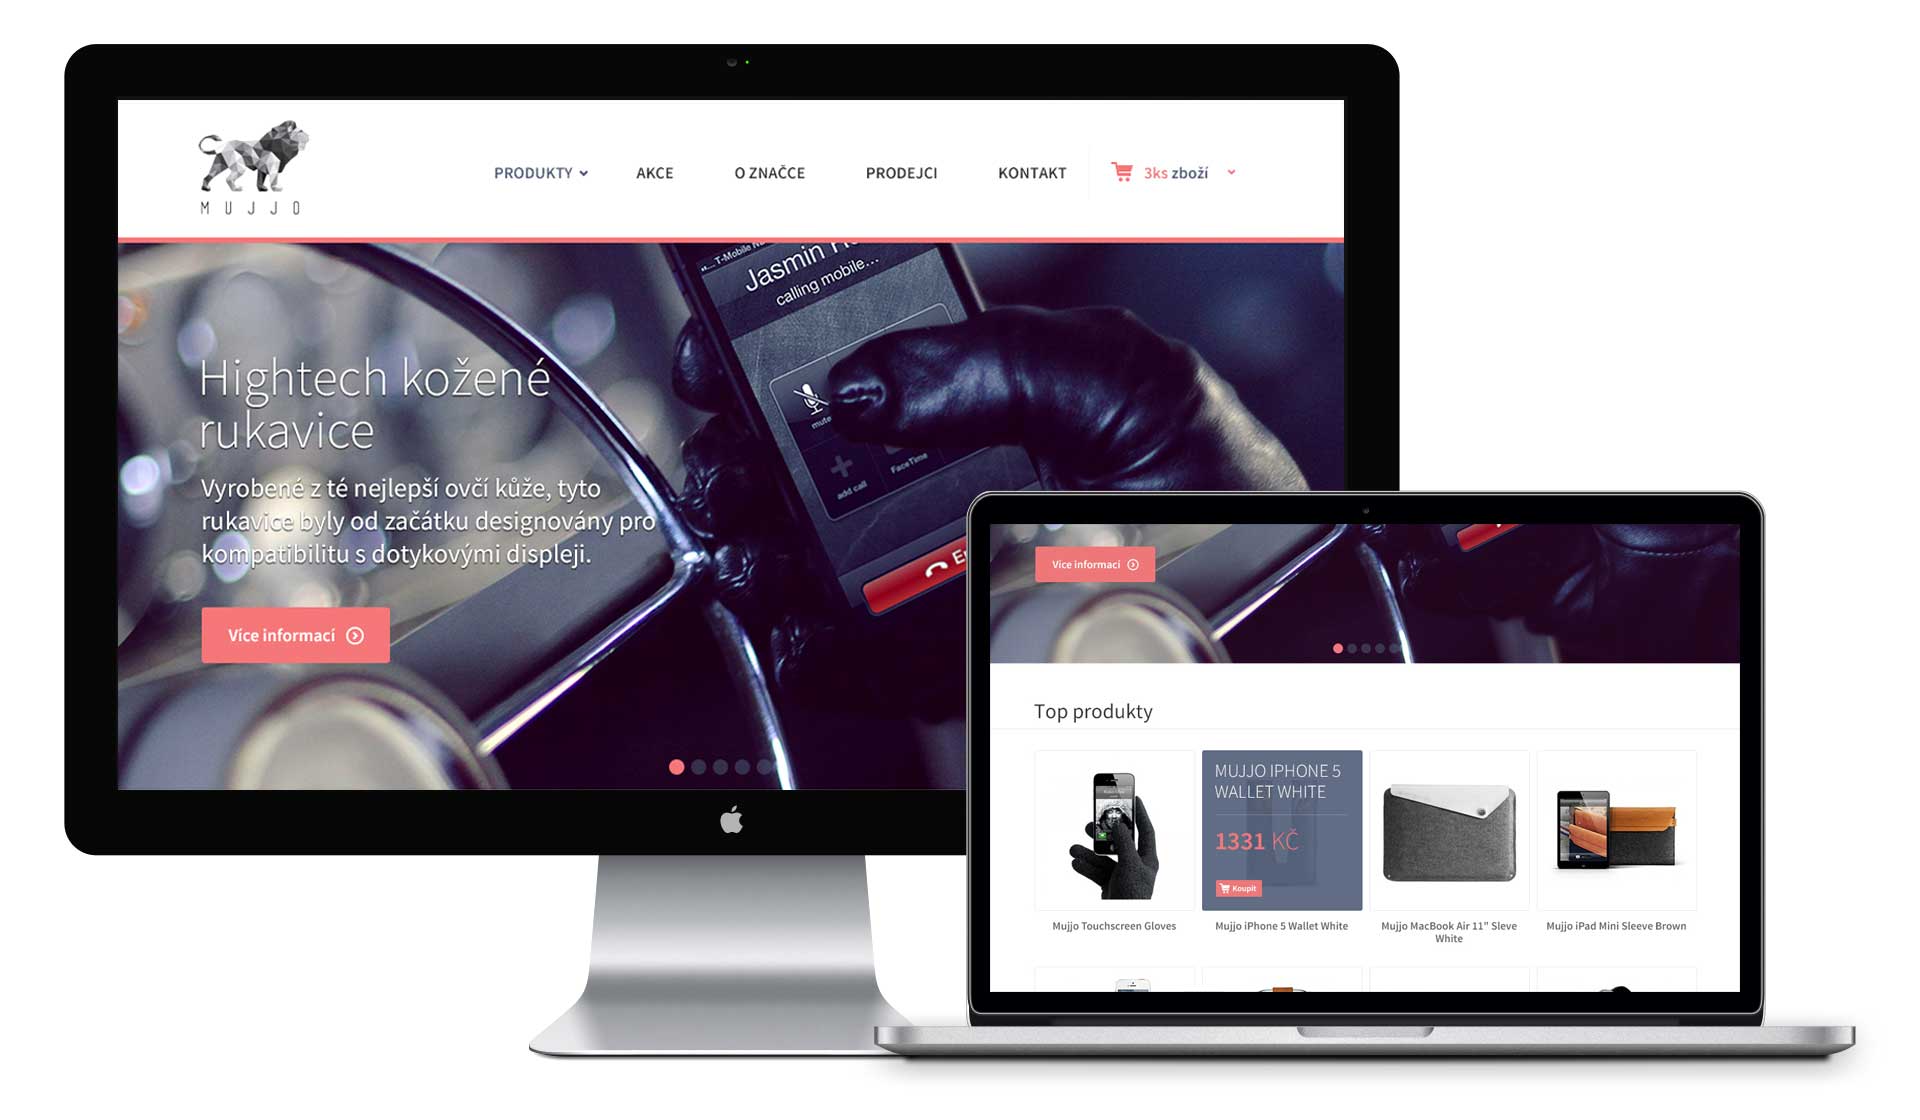 MUJJO
PRODUKTY
AKCE
O ZNAČCE
PRODEJCI
KONTAKT
3ks zboží
T-Mobile
Jasmin
calling mobile...
mute
add call
FaceTime
Hightech kožené
rukavice
Vyrobené z té nejlepší ovčí kůže, tyto
rukavice byly od začátku designovány pro
kompatibilitu s dotykovými displeji.
Více informací
Více informací
Top produkty
MUJJO IPHONE 5
WALLET WHITE
1331 KČ
Koupit
Mujjo Touchscreen Gloves
Mujjo iPhone 5 Wallet White
Mujjo MacBook Air 11" Sleve
White
Mujjo iPad Mini Sleeve Brown